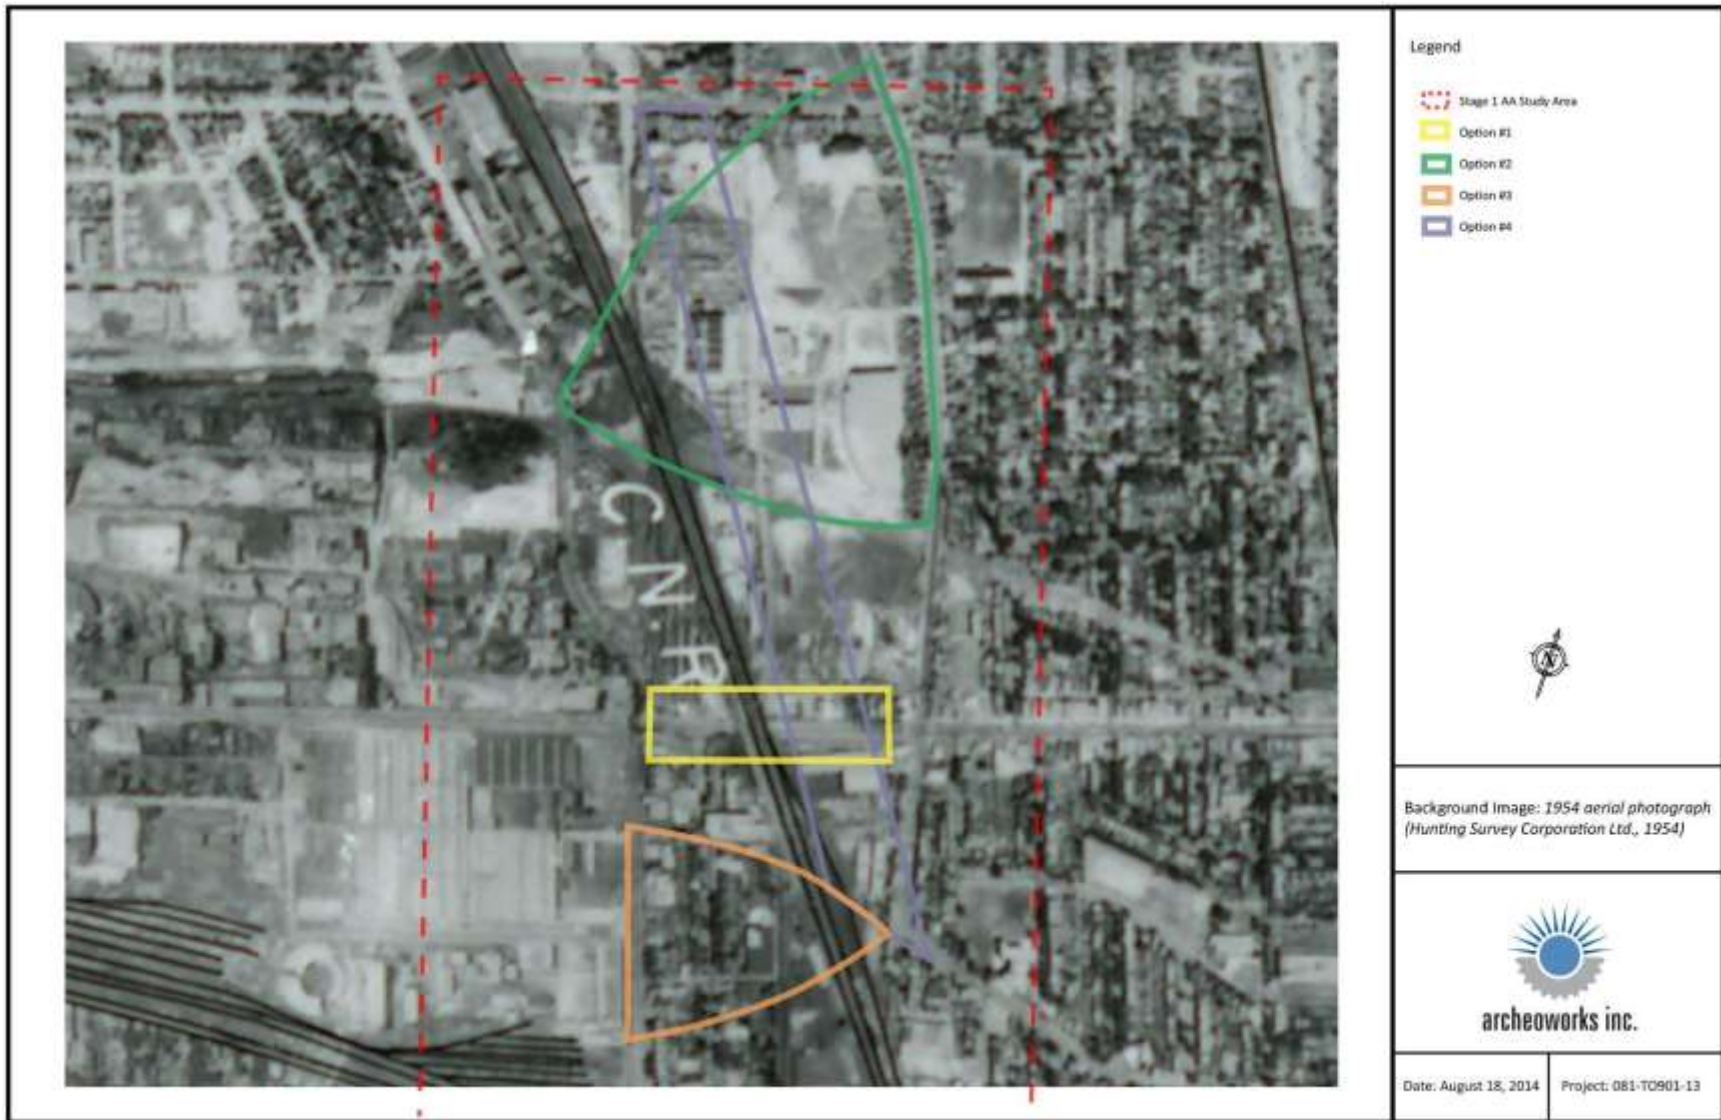 Legend
Stage 1 AA Study Area
Option #1
Option #2
Option #3
Option #4
C.N.R.
N
Background Image: 1954 aerial photograph
(Hunting Survey Corporation Ltd., 1954)
archeoworks inc.
Date: August 18, 2014
Project: 081-TO901-13